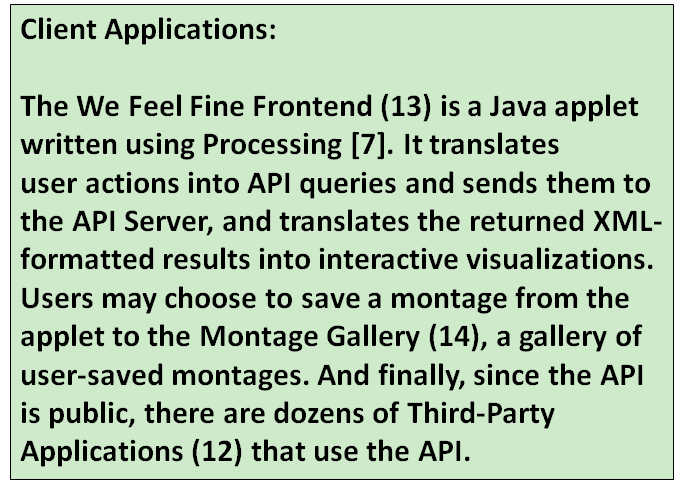 Client Applications:
The We Feel Fine Frontend (13) is a Java applet
written using Processing [7]. It translates
user actions into API queries and sends them to
the API Server, and translates the returned XML-
formatted results into interactive visualizations.
Users may choose to save a montage from the
applet to the Montage Gallery (14), a gallery of
user-saved montages. And finally, since the API
is public, there are dozens of Third-Party
Applications (12) that use the API.